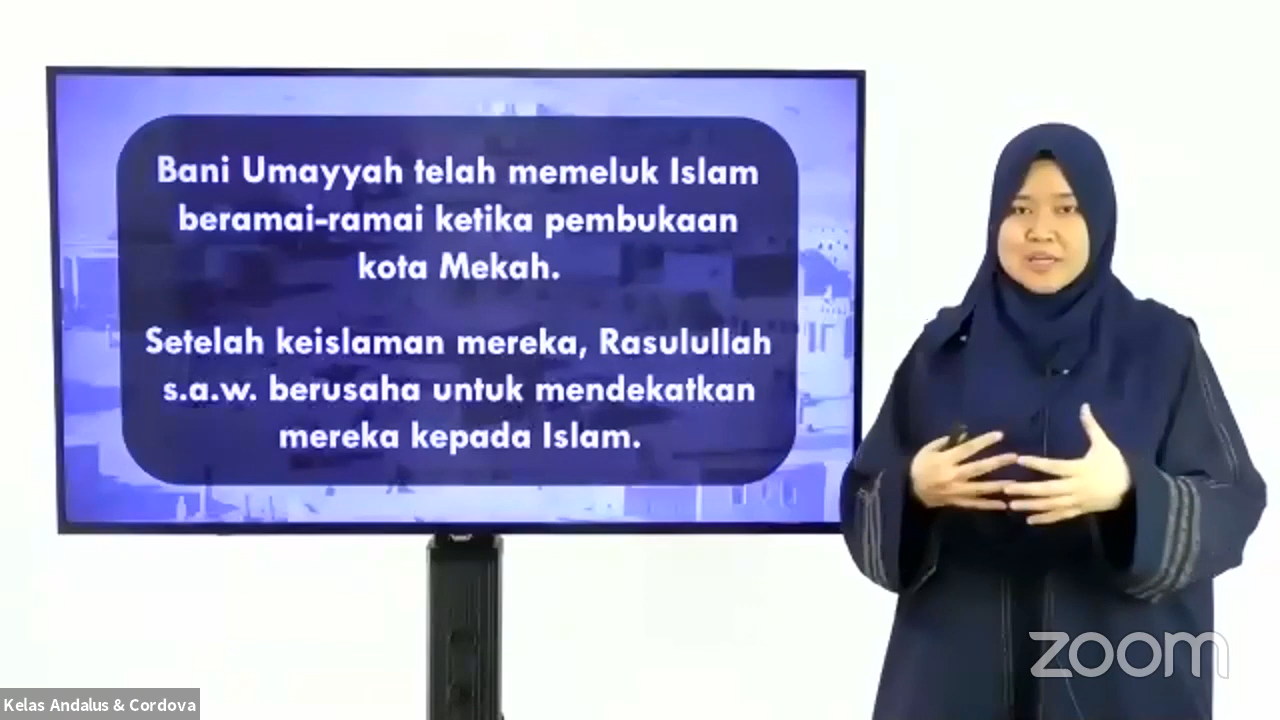 Bani Umayyah telah memeluk Islam
beramai-ramai ketika pembukaan
kota Mekah.
Setelah keislaman mereka, Rasulullah
s.a.w. berusaha untuk mendekatkan
mereka kepada Islam.
zoom
Kelas Andalus & Cordova